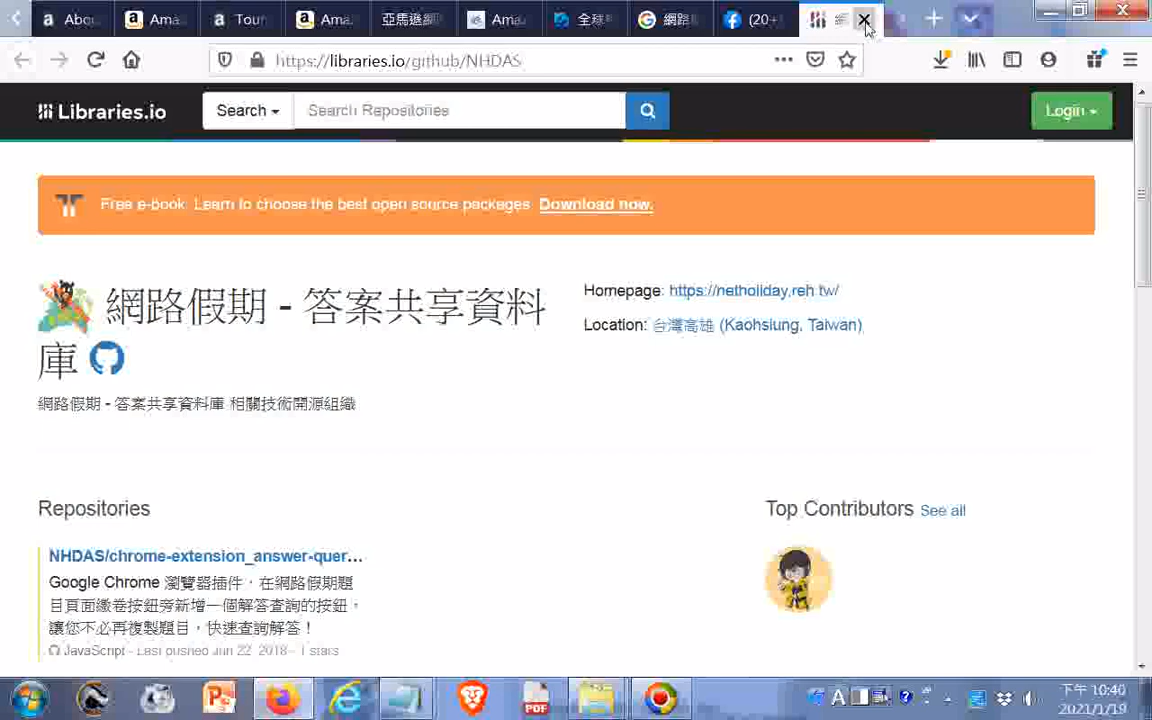 Abou
Ama
Tour
Ama
亞馬遜網
Ama
全球
網路
(20+
https://libraries.io/github/NHDAS
Libraries.io
Search
Search Repositories
Login
Free e-book: Learn to choose the best open source packages. Download now.
網路假期 - 答案共享資料
庫
Homepage: https://netholiday.reh.tw/
Location: 台灣高雄 (Kaohsiung, Taiwan)
網路假期 - 答案共享資料庫 相關技術開源組織
Repositories
Top Contributors See all
NHDAS/chrome-extension_answer-quer...
Google Chrome 瀏覽器插件，在網路假期題
目頁面繳卷按鈕旁新增一個解答查詢的按鈕，
讓您不必再複製題目，快速查詢解答！
JavaScript - Last pushed Jun 22, 2018 - 1 stars
PDF
A
下午 10:40
2021/1/19